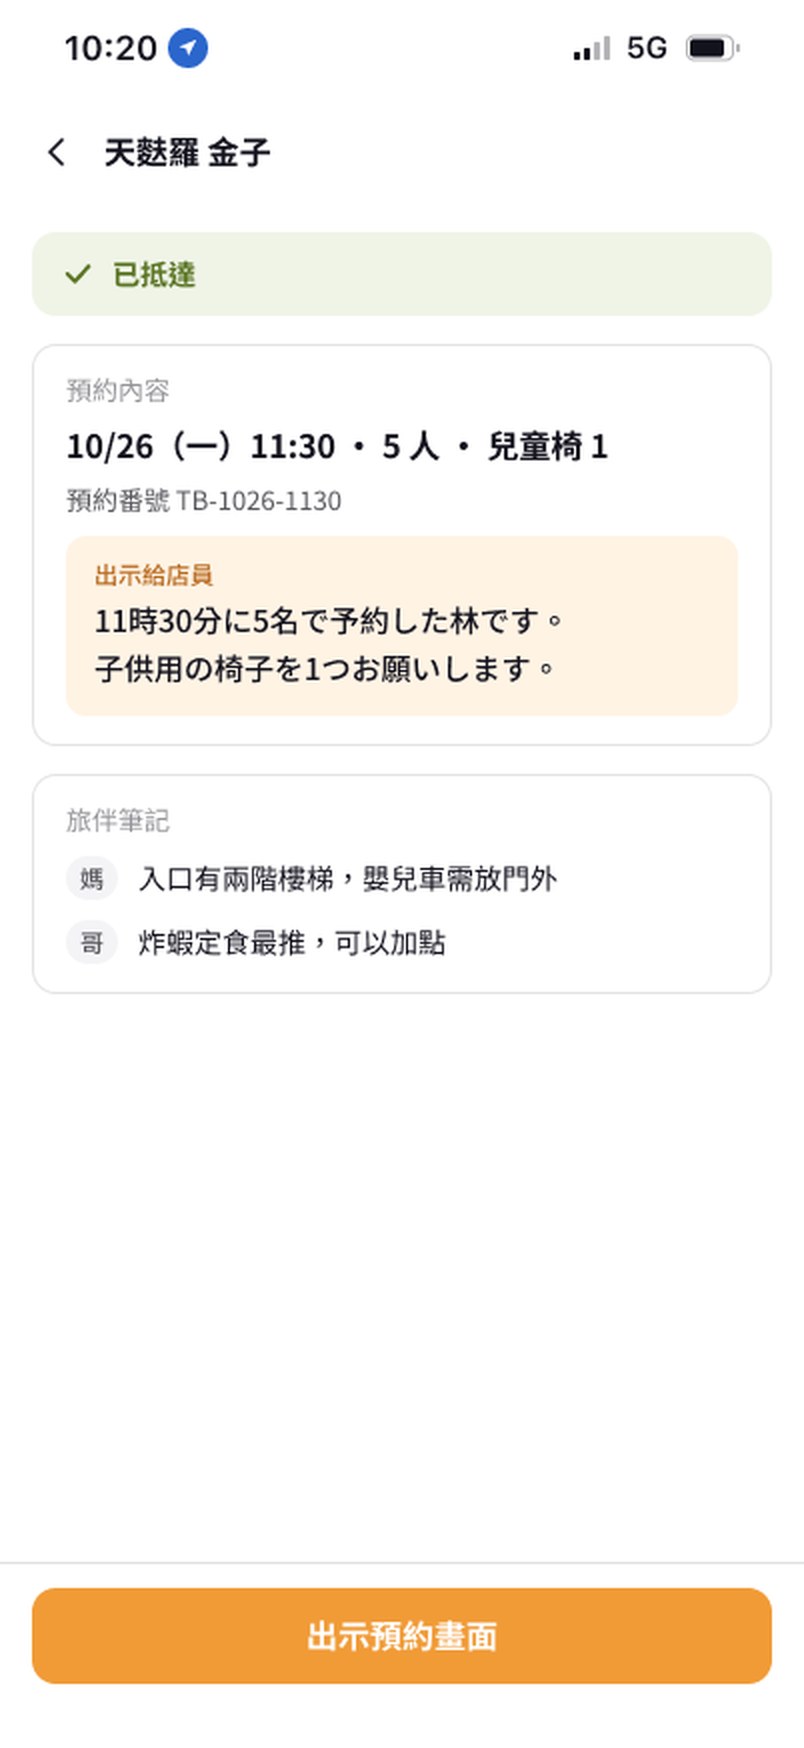 10:20
5G
天麩羅 金子
已抵達
預約內容
10/26（一）11:30 ・ 5 人 ・ 兒童椅 1
預約番號 TB-1026-1130
出示給店員
11時30分に5名で予約した林です。
子供用の椅子を1つお願いします。
旅伴筆記
媽 入口有兩階樓梯，嬰兒車需放門外
哥 炸蝦定食最推，可以加點
出示預約畫面